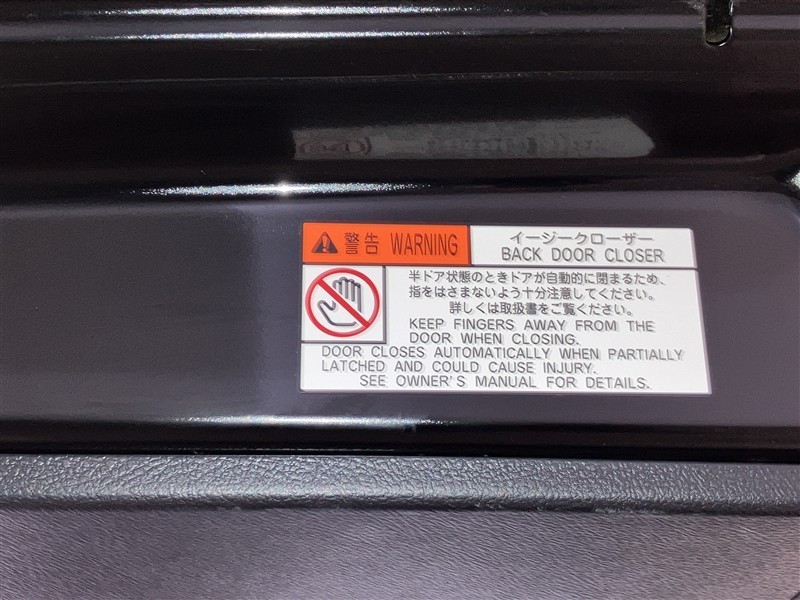 警告 WARNING
イージークローザー
BACK DOOR CLOSER
半ドア状態のときドアが自動的に閉まるため、
指をはさまないよう十分注意してください。
詳しくは取扱書をご覧ください。
KEEP FINGERS AWAY FROM THE
DOOR WHEN CLOSING.
DOOR CLOSES AUTOMATICALLY WHEN PARTIALLY
LATCHED AND COULD CAUSE INJURY.
SEE OWNER'S MANUAL FOR DETAILS.